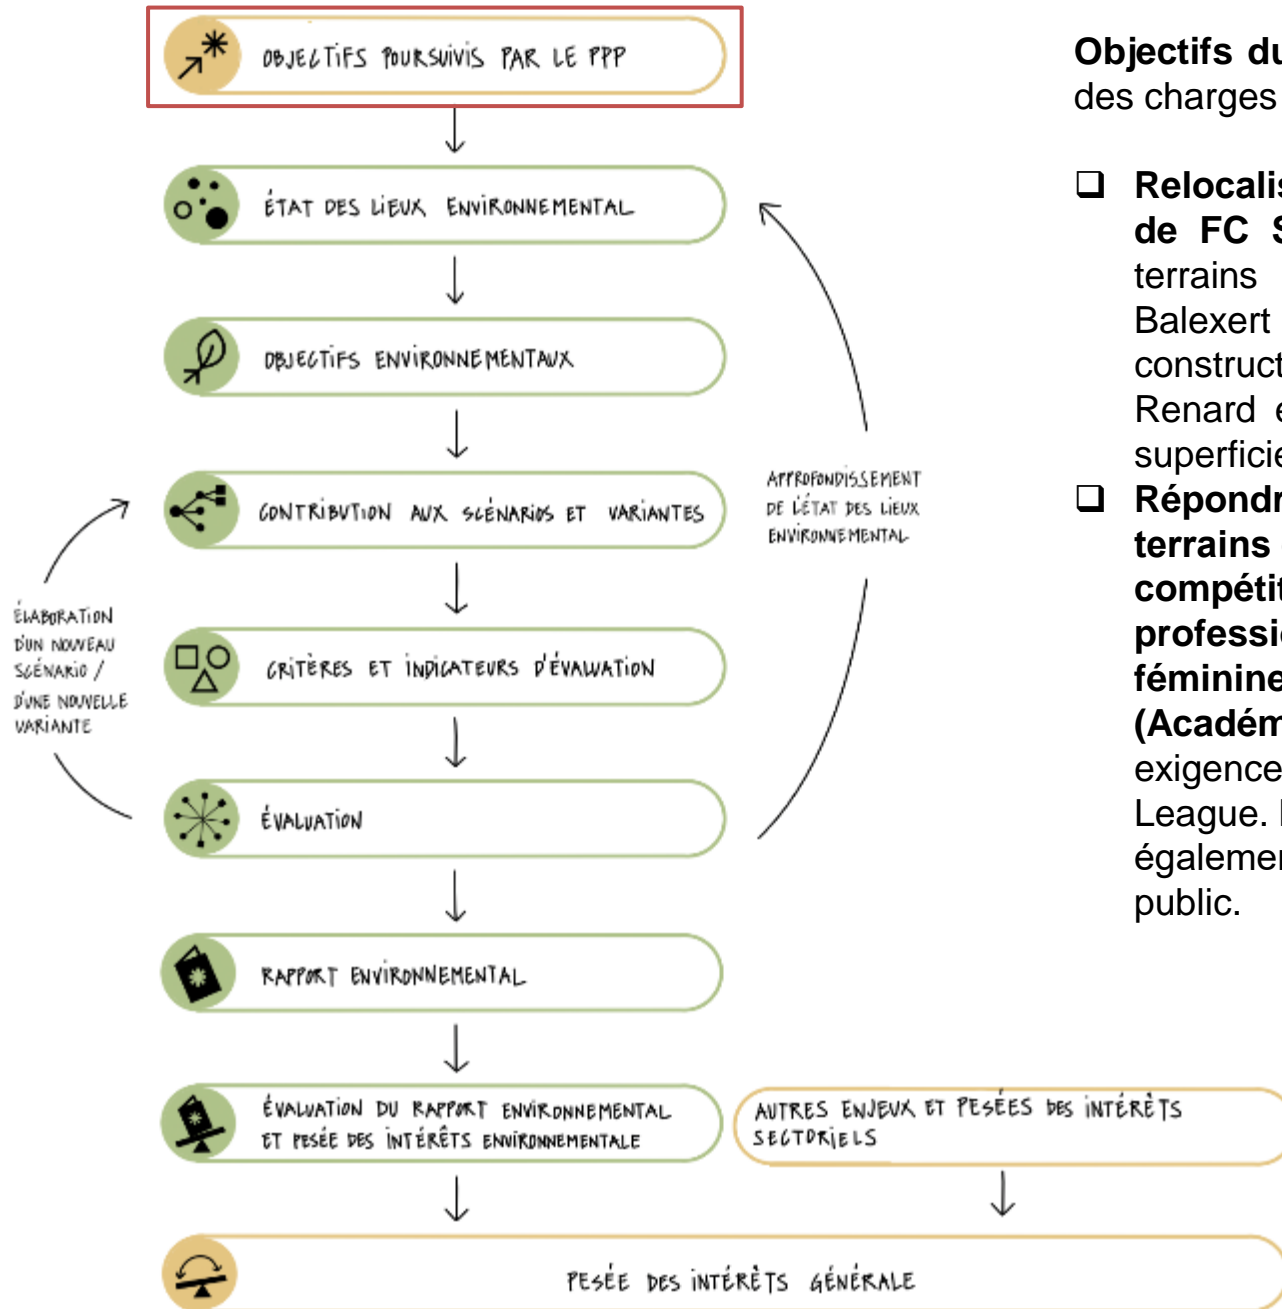 OBJECTIFS POURSUIVIS PAR LE PPP
ÉTAT DES LIEUX ENVIRONNEMENTAL
OBJECTIFS ENVIRONNEMENTAUX
CONTRIBUTION AUX SCÉNARIOS ET VARIANTES
CRITÈRES ET INDICATEURS D'ÉVALUATION
ÉVALUATION
RAPPORT ENVIRONNEMENTAL
ÉVALUATION DU RAPPORT ENVIRONNEMENTAL
ET PESÉE DES INTÉRÊTS ENVIRONNEMENTALE
AUTRES ENJEUX ET PESÉES DES INTÉRÊTS
SECTORIELS
PESÉE DES INTÉRÊTS GÉNÉRALE
ÉLABORATION
D'UN NOUVEAU
SCÉNARIO /
D'UNE NOUVELLE
VARIANTE
APPROFONDISSEMENT
DE L'ÉTAT DES LIEUX
ENVIRONNEMENTAL
Objectifs du
des charges
Relocalis
de FC S
terrains
Balexert
construct
Renard e
superficie
Répondr
terrains
compétit
professio
féminine
(Académ
exigence
League.
égalemen
public.